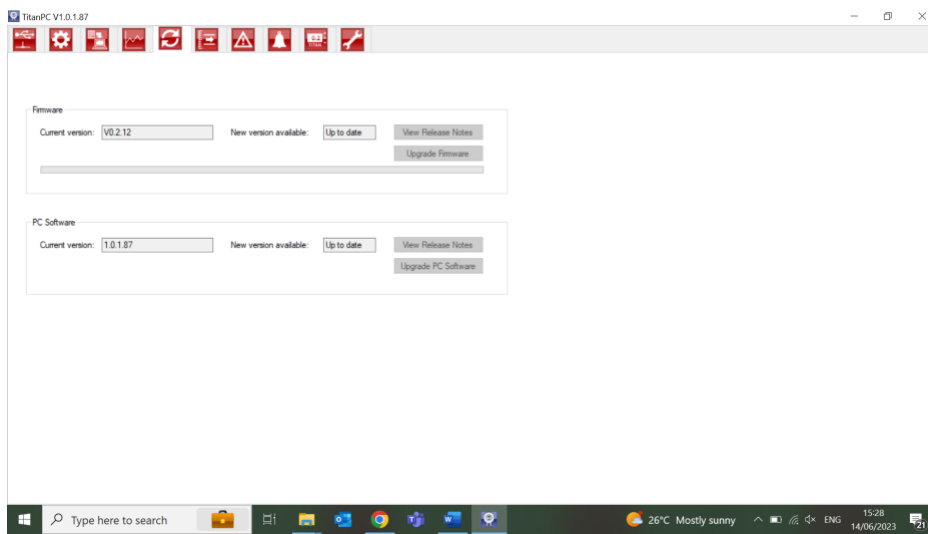 TitanPC V1.0.1.87
TITAN
Firmware
Current version: V0.2.12 New version available: Up to date View Release Notes
Upgrade Firmware
PC Software
Current version: 1.0.1.87 New version available: Up to date View Release Notes
Upgrade PC Software
Type here to search 26°C Mostly sunny ENG 15:28
14/06/2023 21